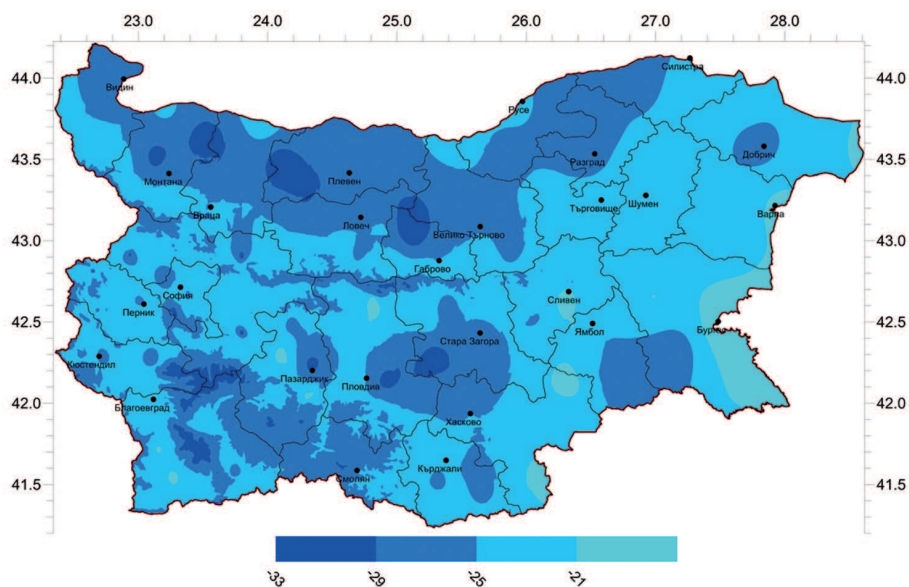 23.0 24.0 25.0 26.0 27.0 28.0
44.0 44.0
Силистра
Видин
Русе
43.5 43.5
Добрич
Разград
Монтана
Плевен
Търговище
Шумен
Враца
Варна
Ловеч
Велико Търново
43.0 43.0
Габрово
София
Сливен
Перник
42.5 42.5
Ямбол
Бургас
Стара Загора
Кюстендил
Пазарджик
Пловдив
42.0 42.0
Благоевград
Хасково
41.5 41.5
Смолян
Кърджали
-33 -29 -25 -21